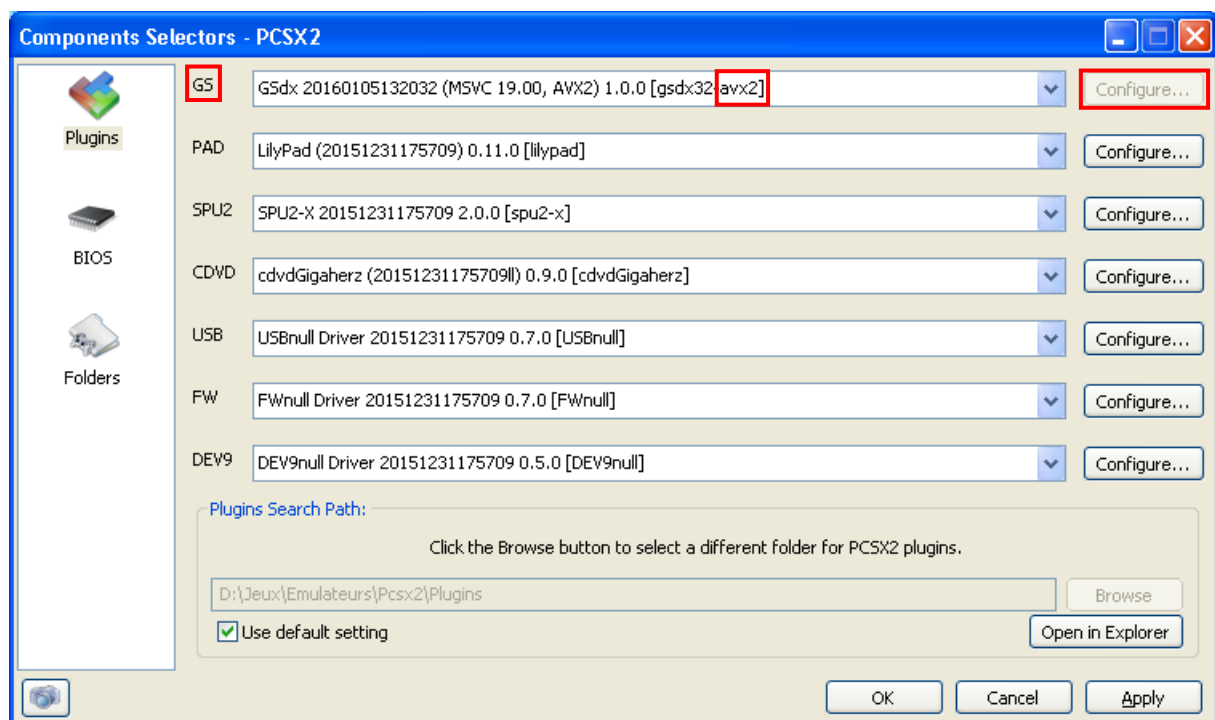 Components Selectors - PCSX2
Plugins
BIOS
Folders
GS GSdx 20160105132032 (MSVC 19.00, AVX2) 1.0.0 [gsdx32-avx2] Configure...
PAD LilyPad (20151231175709) 0.11.0 [lilypad] Configure...
SPU2 SPU2-X 20151231175709 2.0.0 [spu2-x] Configure...
CDVD cdvdGigaherz (20151231175709ll) 0.9.0 [cdvdGigaherz] Configure...
USB USBnull Driver 20151231175709 0.7.0 [USBnull] Configure...
FW FWnull Driver 20151231175709 0.7.0 [FWnull] Configure...
DEV9 DEV9null Driver 20151231175709 0.5.0 [DEV9null] Configure...
Plugins Search Path:
Click the Browse button to select a different folder for PCSX2 plugins.
D:\Jeux\Emulateurs\Pcsx2\Plugins Browse
Use default setting Open in Explorer
OK Cancel Apply